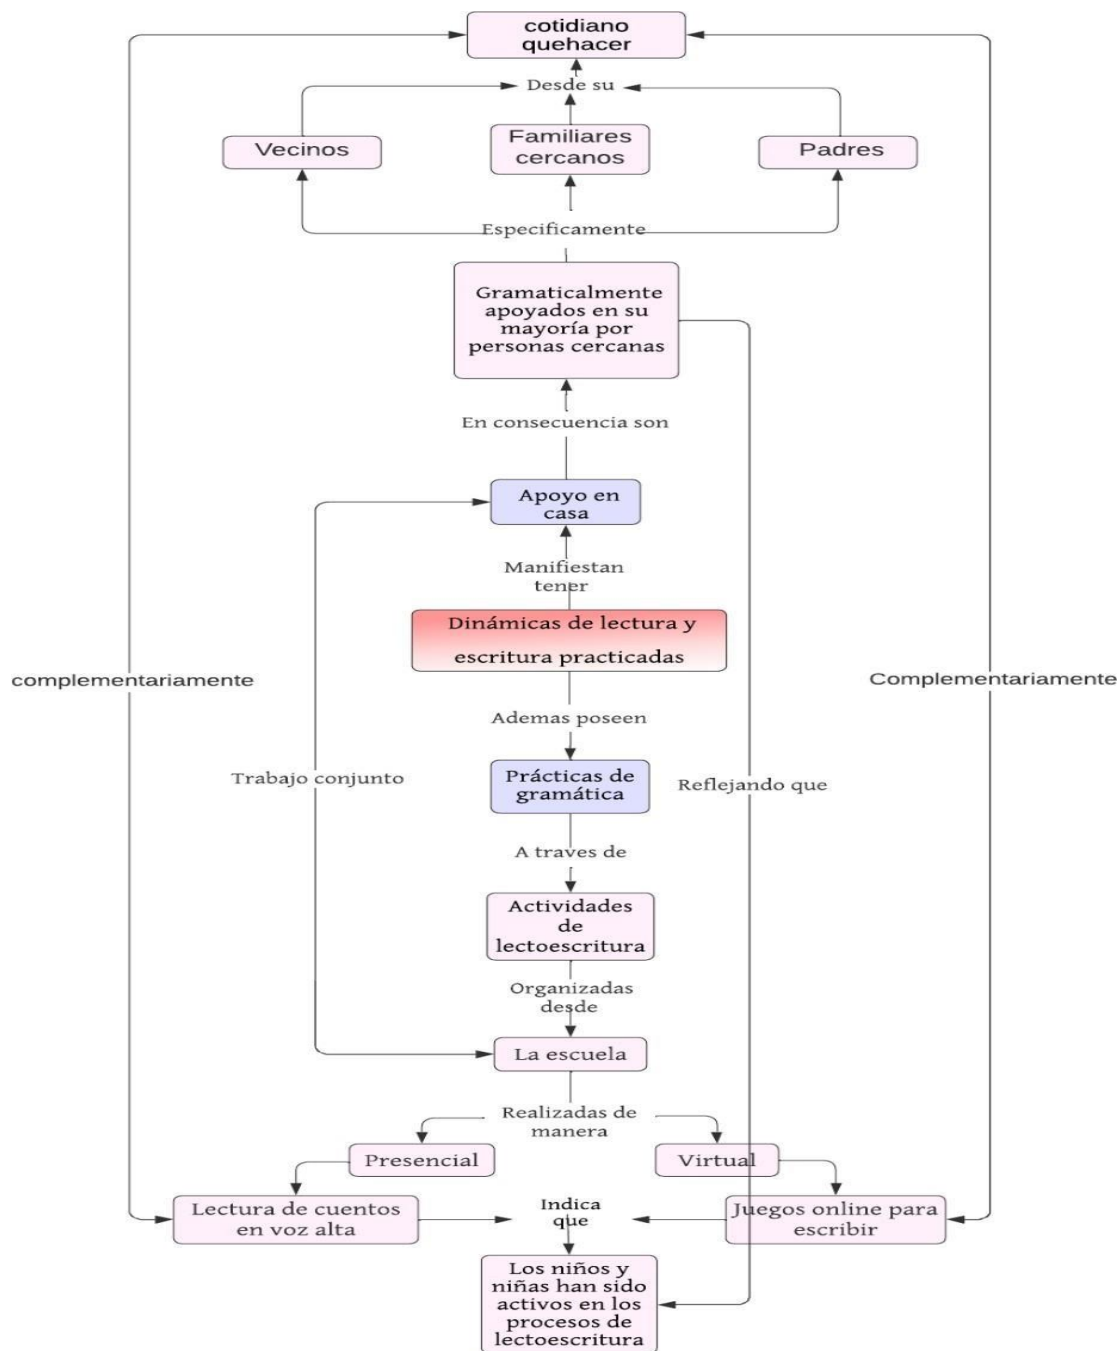 cotidiano
quehacer
Desde su
Vecinos
Familiares
cercanos
Padres
Especificamente
Gramaticalmente
apoyados en su
mayoría por
personas cercanas
En consecuencia son
Apoyo en
casa
Manifiestan
tener
Dinámicas de lectura y
escritura practicadas
complementariamente
Complementariamente
Ademas poseen
Trabajo conjunto
Prácticas de
gramática
Reflejando que
A traves de
Actividades
de
lectoescritura
Organizadas
desde
La escuela
Realizadas de
manera
Presencial
Virtual
Lectura de cuentos
en voz alta
Indica
que
Juegos online para
escribir
Los niños y
niñas han sido
activos en los
procesos de
lectoescritura